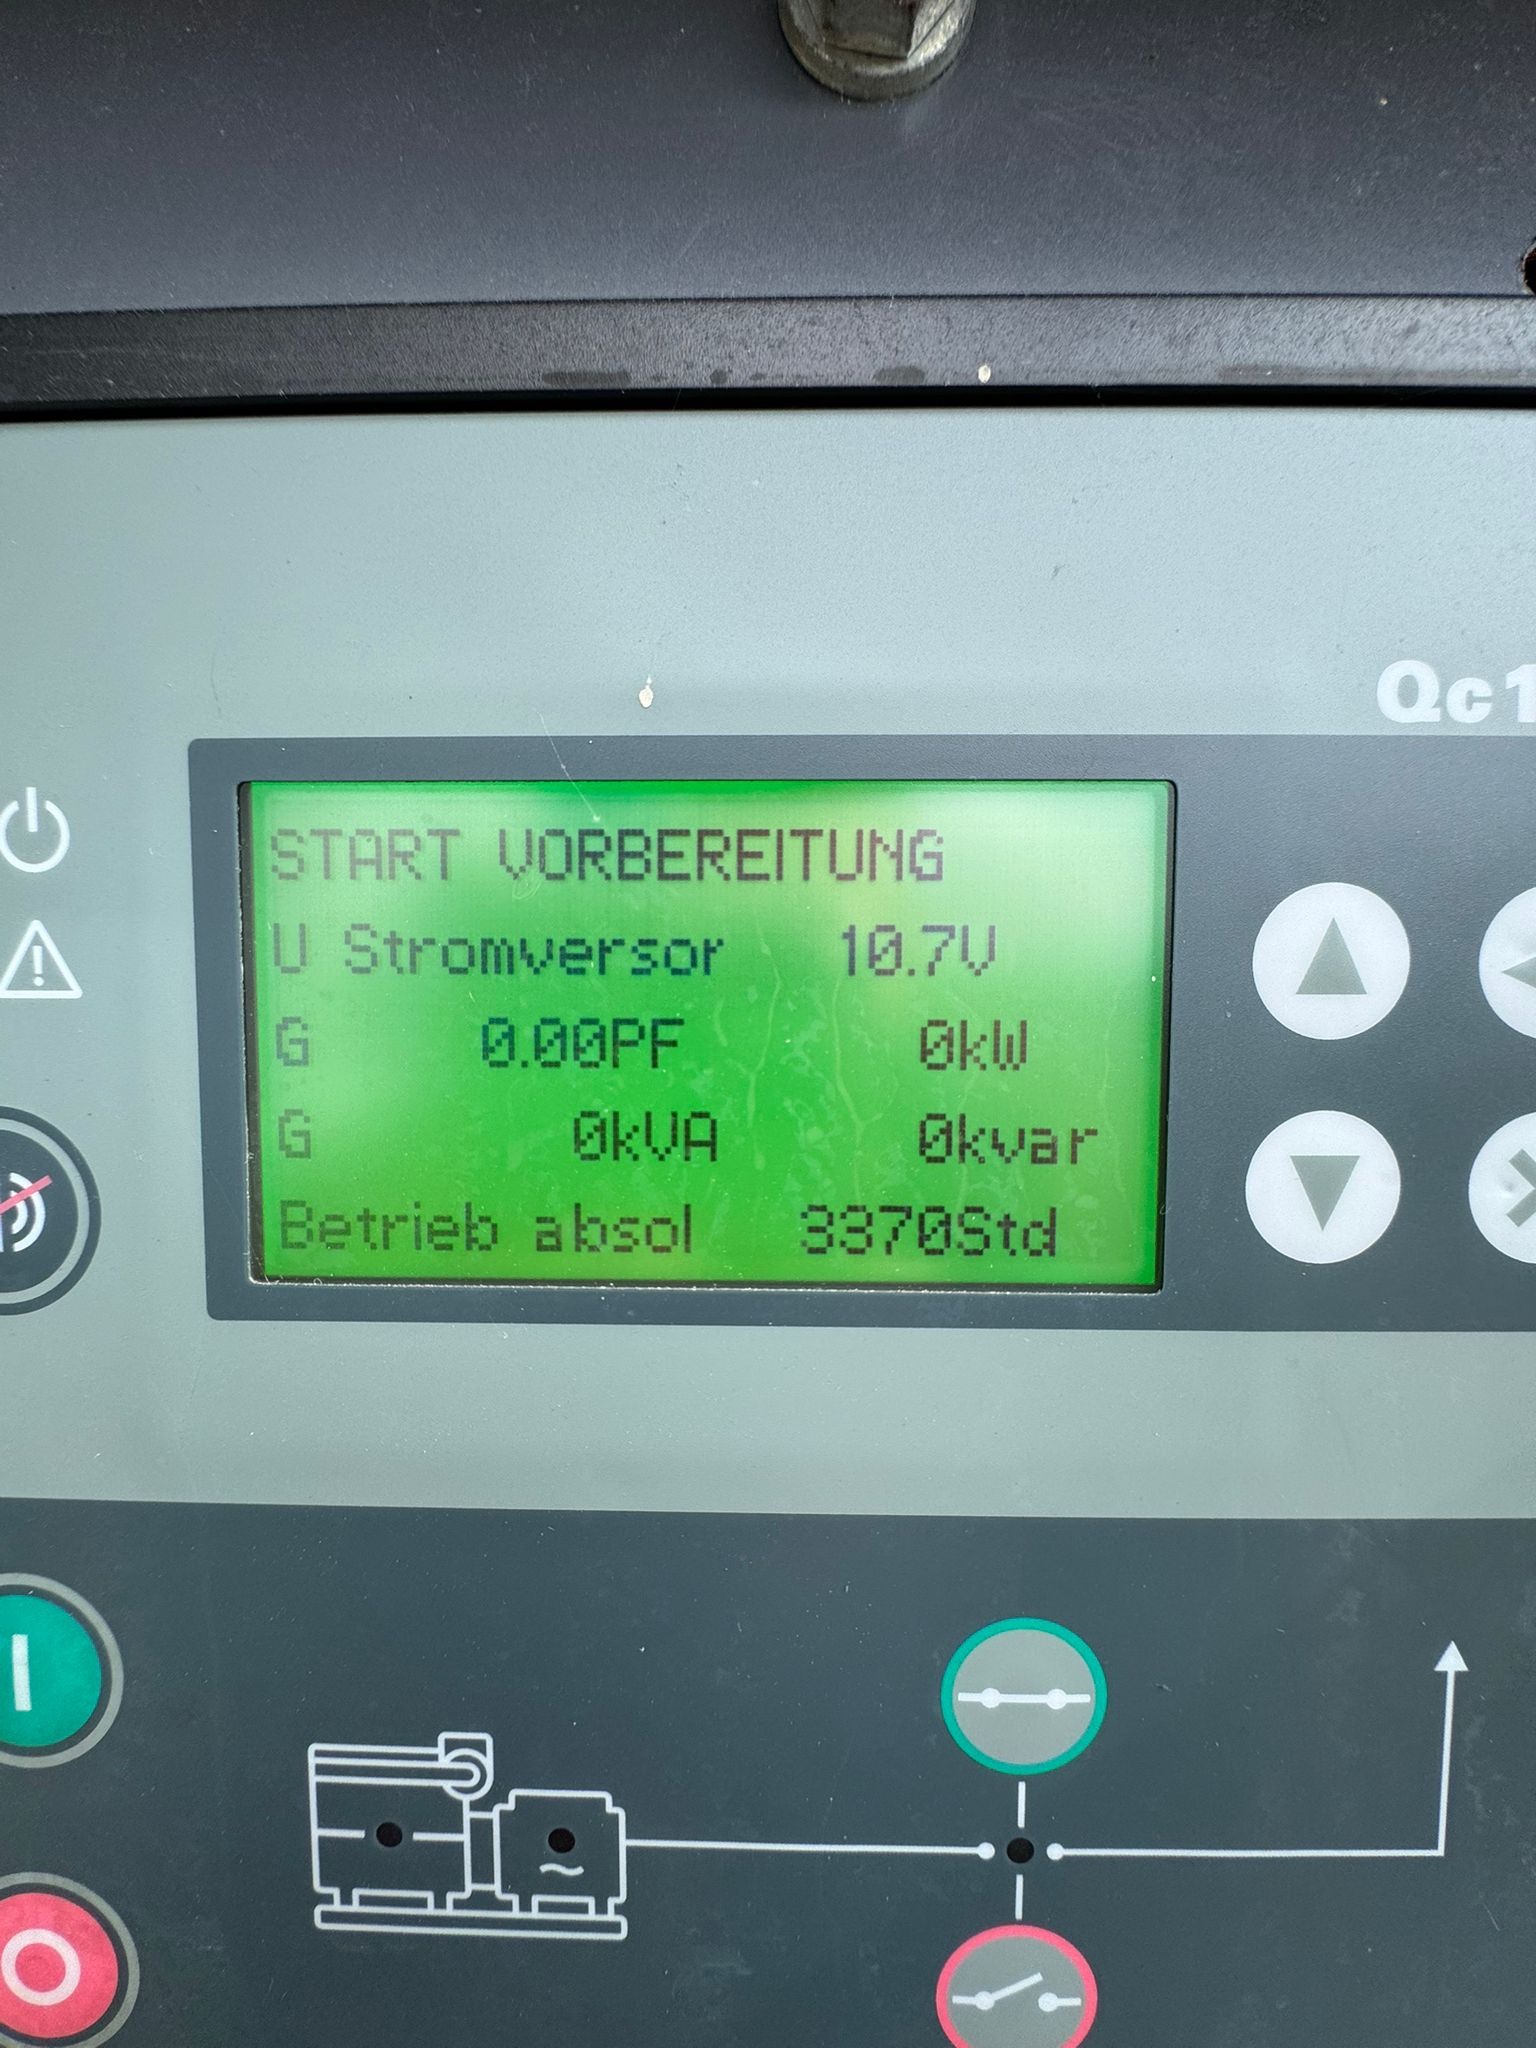 Qc1
START VORBEREITUNG
U Stromversor 10.7V
G 0.00PF 0kW
G 0kVA 0kvar
Betrieb absol 3370Std